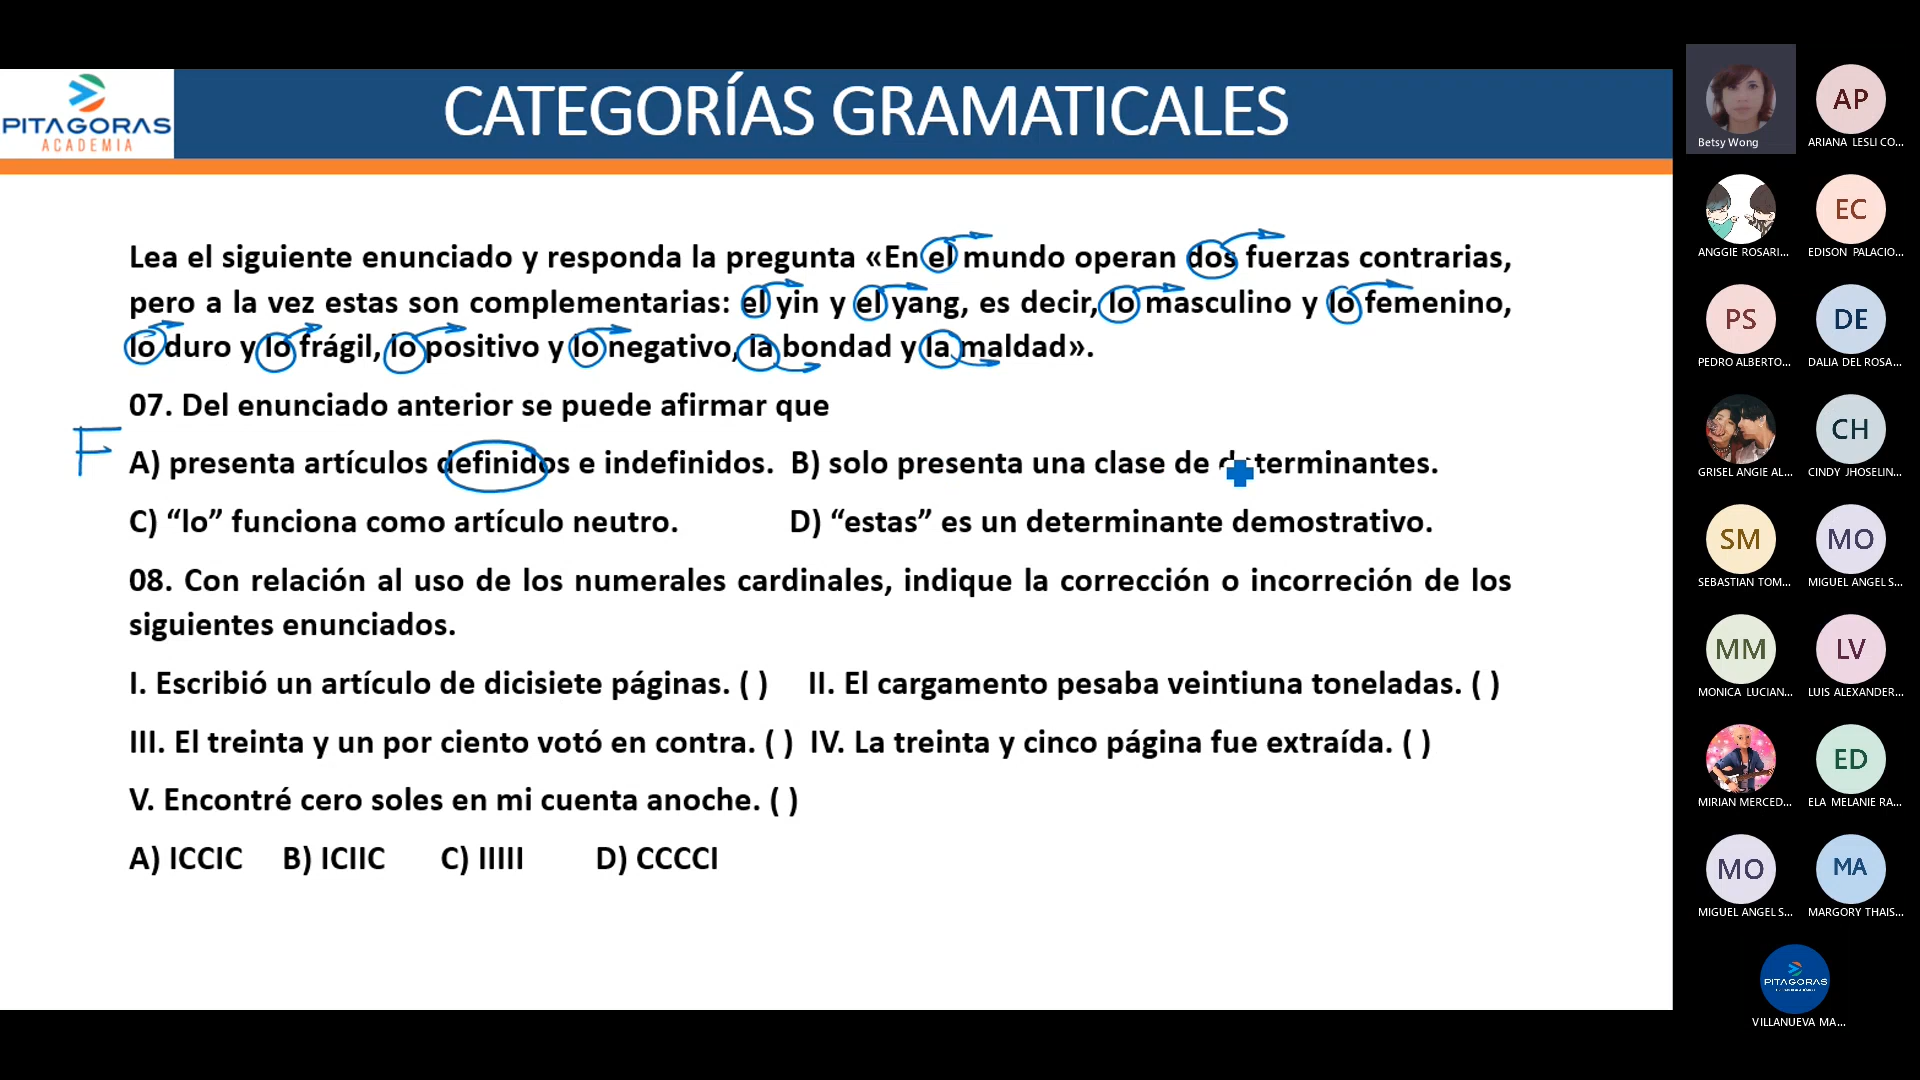 PITAGORAS
ACADEMIA
CATEGORÍAS GRAMATICALES
Lea el siguiente enunciado y responda la pregunta «En el mundo operan dos fuerzas contrarias,
pero a la vez estas son complementarias: el yin y el yang, es decir, lo masculino y lo femenino,
lo duro y lo frágil, lo positivo y lo negativo, la bondad y la maldad».
07. Del enunciado anterior se puede afirmar que
F
A) presenta artículos definidos e indefinidos. B) solo presenta una clase de determinantes.
C) “lo” funciona como artículo neutro. D) “estas” es un determinante demostrativo.
08. Con relación al uso de los numerales cardinales, indique la corrección o incorreción de los
siguientes enunciados.
I. Escribió un artículo de dicisiete páginas. ( ) II. El cargamento pesaba veintiuna toneladas. ( )
III. El treinta y un por ciento votó en contra. ( ) IV. La treinta y cinco página fue extraída. ( )
V. Encontré cero soles en mi cuenta anoche. ( )
A) ICCIC B) ICIIC C) IIIII D) CCCCI
Betsy Wong
AP
ARIANA LESLI CO...
ANGGIE ROSARI...
EC
EDISON PALACIO...
PS
PEDRO ALBERTO...
DE
DALIA DEL ROSA...
GRISEL ANGIE AL...
CH
CINDY JHOSELIN...
SM
SEBASTIAN TOM...
MO
MIGUEL ANGEL S...
MM
MONICA LUCIAN...
LV
LUIS ALEXANDER...
MIRIAN MERCED...
ED
ELA MELANIE RA...
MO
MIGUEL ANGEL S...
MA
MARGORY THAIS...
PITAGORAS
VILLANUEVA MA...